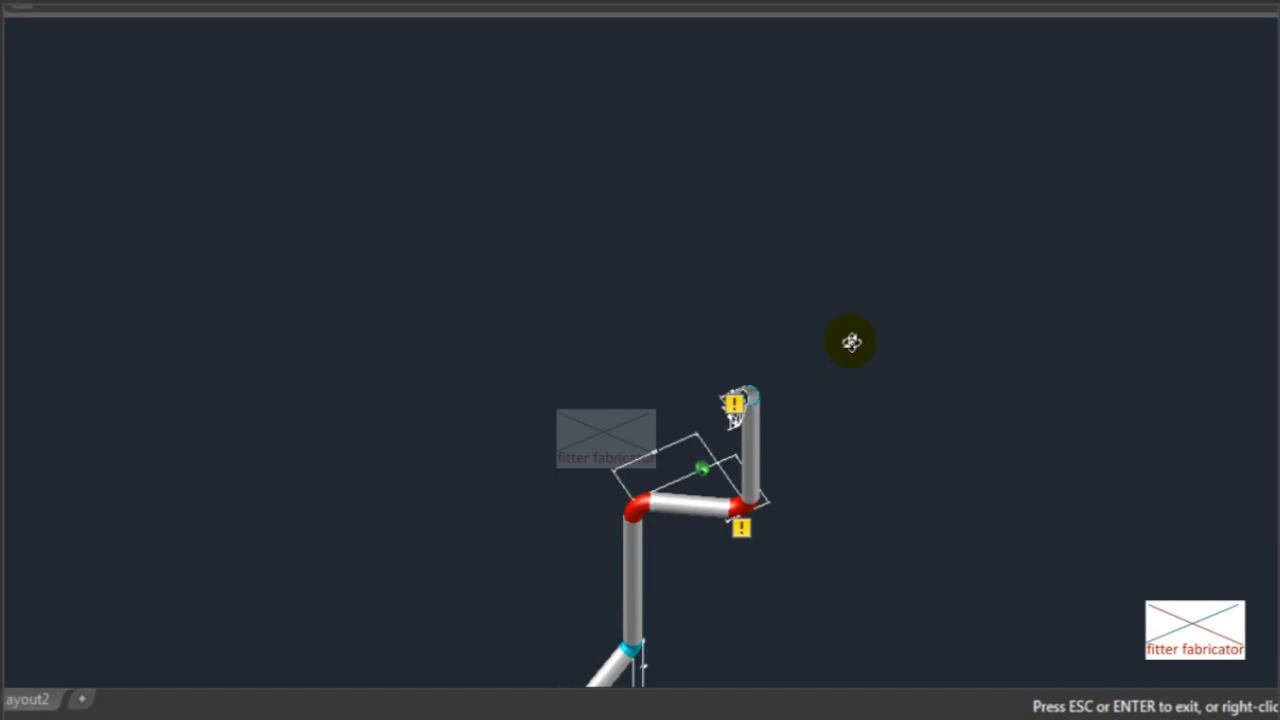 fitter fabricator
fitter fabricator
ayout2
+
Press ESC or ENTER to exit, or right-clic